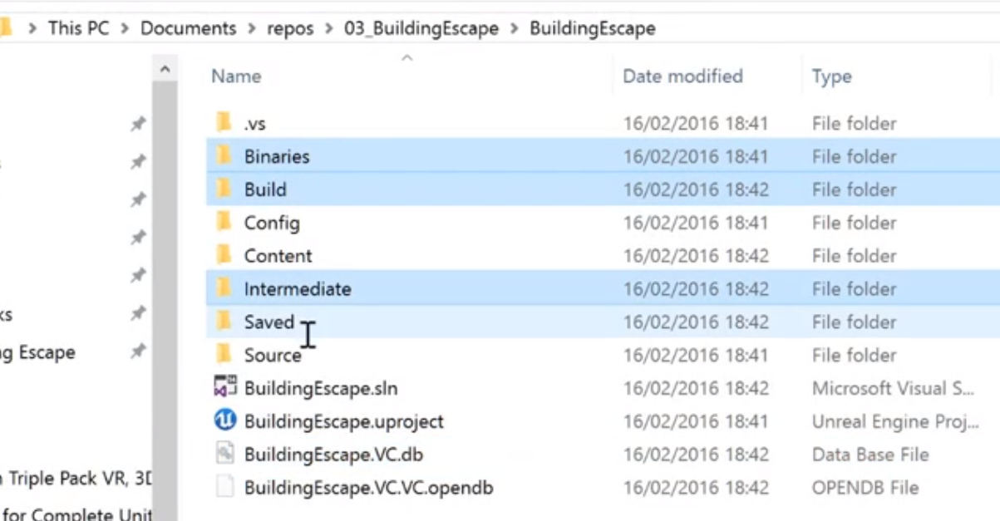 This PC > Documents > repos > 03_BuildingEscape > BuildingEscape
Name Date modified Type
.vs 16/02/2016 18:41 File folder
Binaries 16/02/2016 18:41 File folder
Build 16/02/2016 18:42 File folder
Config 16/02/2016 18:41 File folder
Content 16/02/2016 18:42 File folder
Intermediate 16/02/2016 18:42 File folder
ks Saved 16/02/2016 18:42 File folder
ng Escape Source 16/02/2016 18:41 File folder
BuildingEscape.sln 16/02/2016 18:42 Microsoft Visual S...
BuildingEscape.uproject 16/02/2016 18:41 Unreal Engine Proj...
BuildingEscape.VC.db 16/02/2016 18:42 Data Base File
Triple Pack VR, 3D BuildingEscape.VC.VC.opendb 16/02/2016 18:42 OPENDB File
for Complete Unit